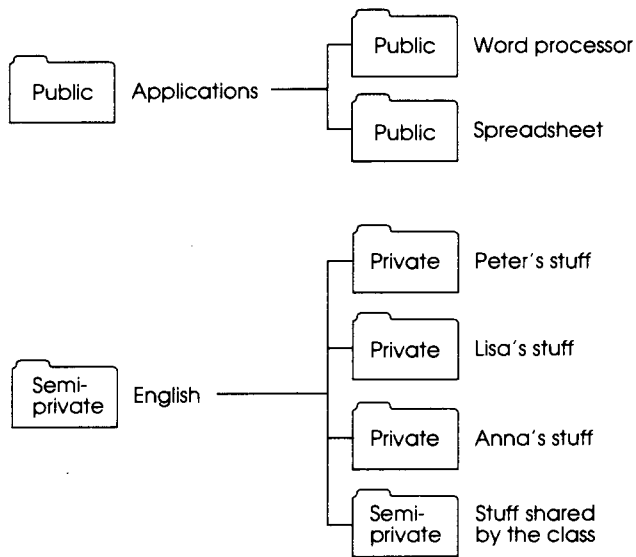 Public
Word processor
Public
Applications
Public
Spreadsheet
Private
Peter's stuff
Private
Lisa's stuff
Semi-
private
English
Private
Anna's stuff
Semi-
private
Stuff shared
by the class